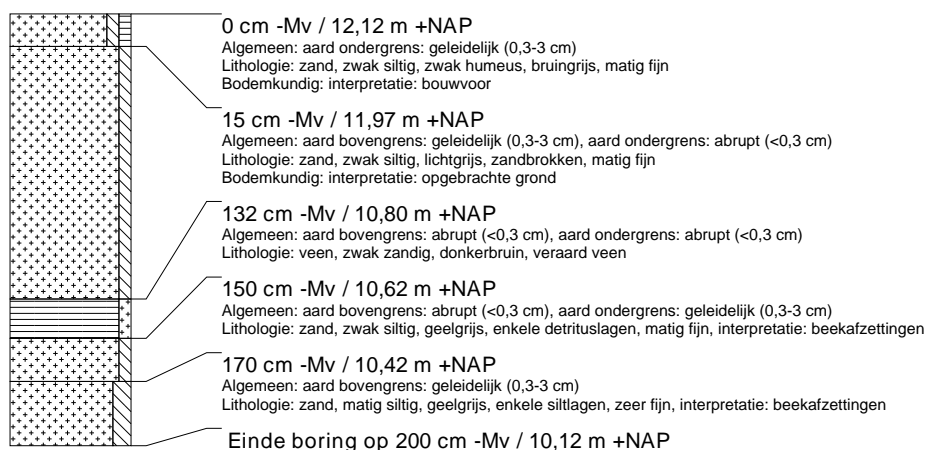 0 cm -Mv / 12,12 m +NAP
Algemeen: aard ondergrens: geleidelijk (0,3-3 cm)
Lithologie: zand, zwak siltig, zwak humeus, bruingrijs, matig fijn
Bodemkundig: interpretatie: bouwvoor
15 cm -Mv / 11,97 m +NAP
Algemeen: aard bovengrens: geleidelijk (0,3-3 cm), aard ondergrens: abrupt (<0,3 cm)
Lithologie: zand, zwak siltig, lichtgrijs, zandbrokken, matig fijn
Bodemkundig: interpretatie: opgebrachte grond
132 cm -Mv / 10,80 m +NAP
Algemeen: aard bovengrens: abrupt (<0,3 cm), aard ondergrens: abrupt (<0,3 cm)
Lithologie: veen, zwak zandig, donkerbruin, veraard veen
150 cm -Mv / 10,62 m +NAP
Algemeen: aard bovengrens: abrupt (<0,3 cm), aard ondergrens: geleidelijk (0,3-3 cm)
Lithologie: zand, zwak siltig, geelgrijs, enkele detrituslagen, matig fijn, interpretatie: beekafzettingen
170 cm -Mv / 10,42 m +NAP
Algemeen: aard bovengrens: geleidelijk (0,3-3 cm)
Lithologie: zand, matig siltig, geelgrijs, enkele siltlagen, zeer fijn, interpretatie: beekafzettingen
Einde boring op 200 cm -Mv / 10,12 m +NAP